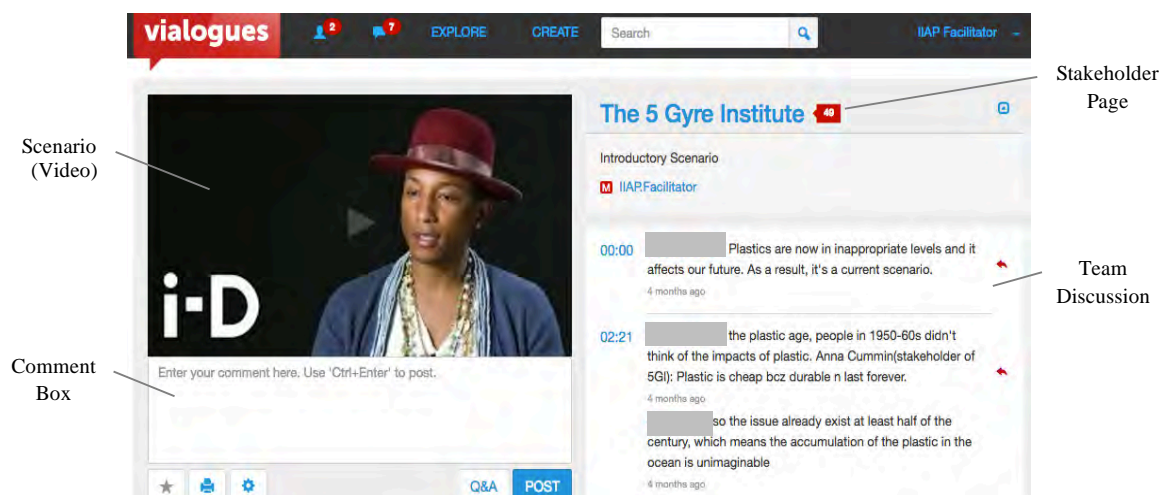 vialogues
2
7
EXPLORE
CREATE
Search
IIAP Facilitator
Stakeholder
Page
Scenario
(Video)
i-D
The 5 Gyre Institute
49
Introductory Scenario
M IIAP.Facilitator
00:00
Plastics are now in inappropriate levels and it
affects our future. As a result, it's a current scenario.
4 months ago
Team
Discussion
02:21
the plastic age, people in 1950-60s didn't
think of the impacts of plastic. Anna Cummin(stakeholder of
5GI): Plastic is cheap bcz durable n last forever.
4 months ago
so the issue already exist at least half of the
century, which means the accumulation of the plastic in the
ocean is unimaginable
4 months ago
Comment
Box
Enter your comment here. Use 'Ctrl+Enter' to post.
Q&A
POST